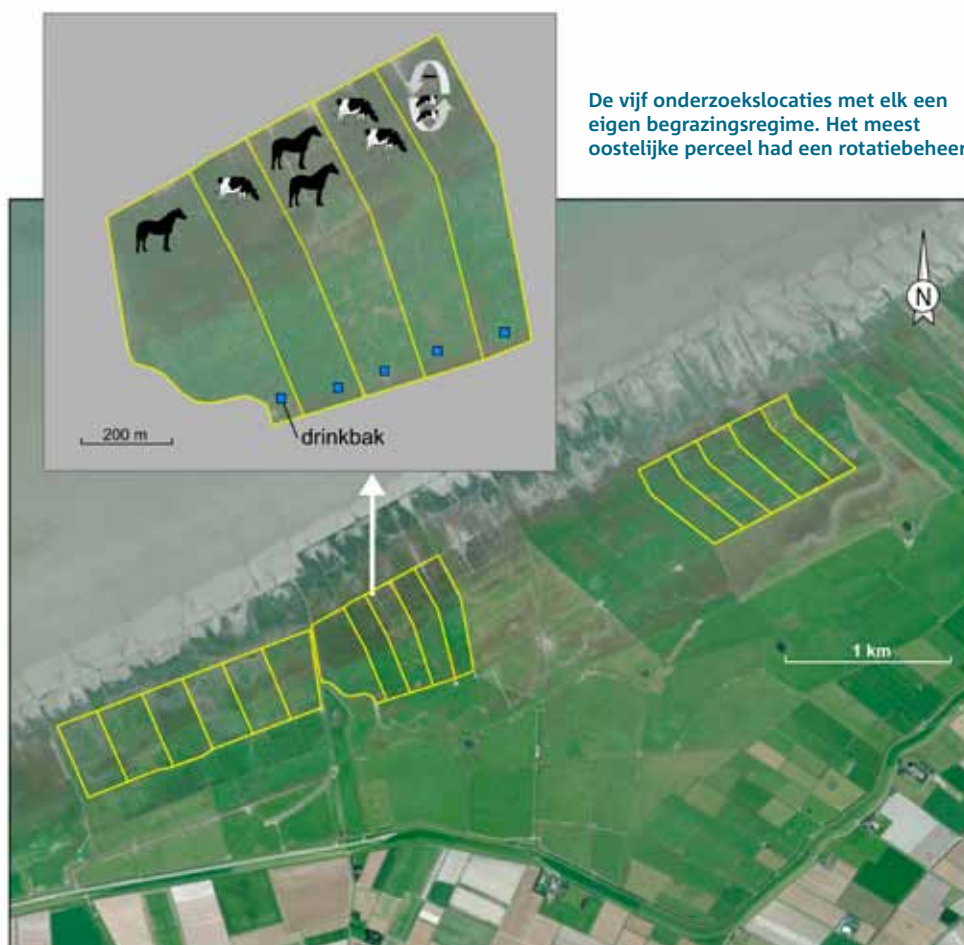 De vijf onderzoekslocaties met elk een
eigen begrazingsregime. Het meest
oostelijke perceel had een rotatiebeheer
200 m
drinkbak
N
1 km